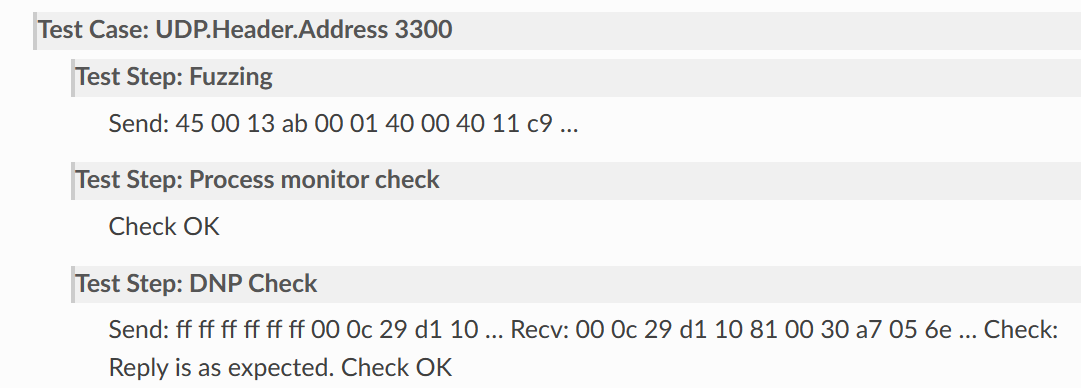 Test Case: UDP.Header.Address 3300
Test Step: Fuzzing
Send: 45 00 13 ab 00 01 40 00 40 11 c9 ...
Test Step: Process monitor check
Check OK
Test Step: DNP Check
Send: ff ff ff ff ff ff 00 0c 29 d1 10 ... Recv: 00 0c 29 d1 10 81 00 30 a7 05 6e ... Check:
Reply is as expected. Check OK